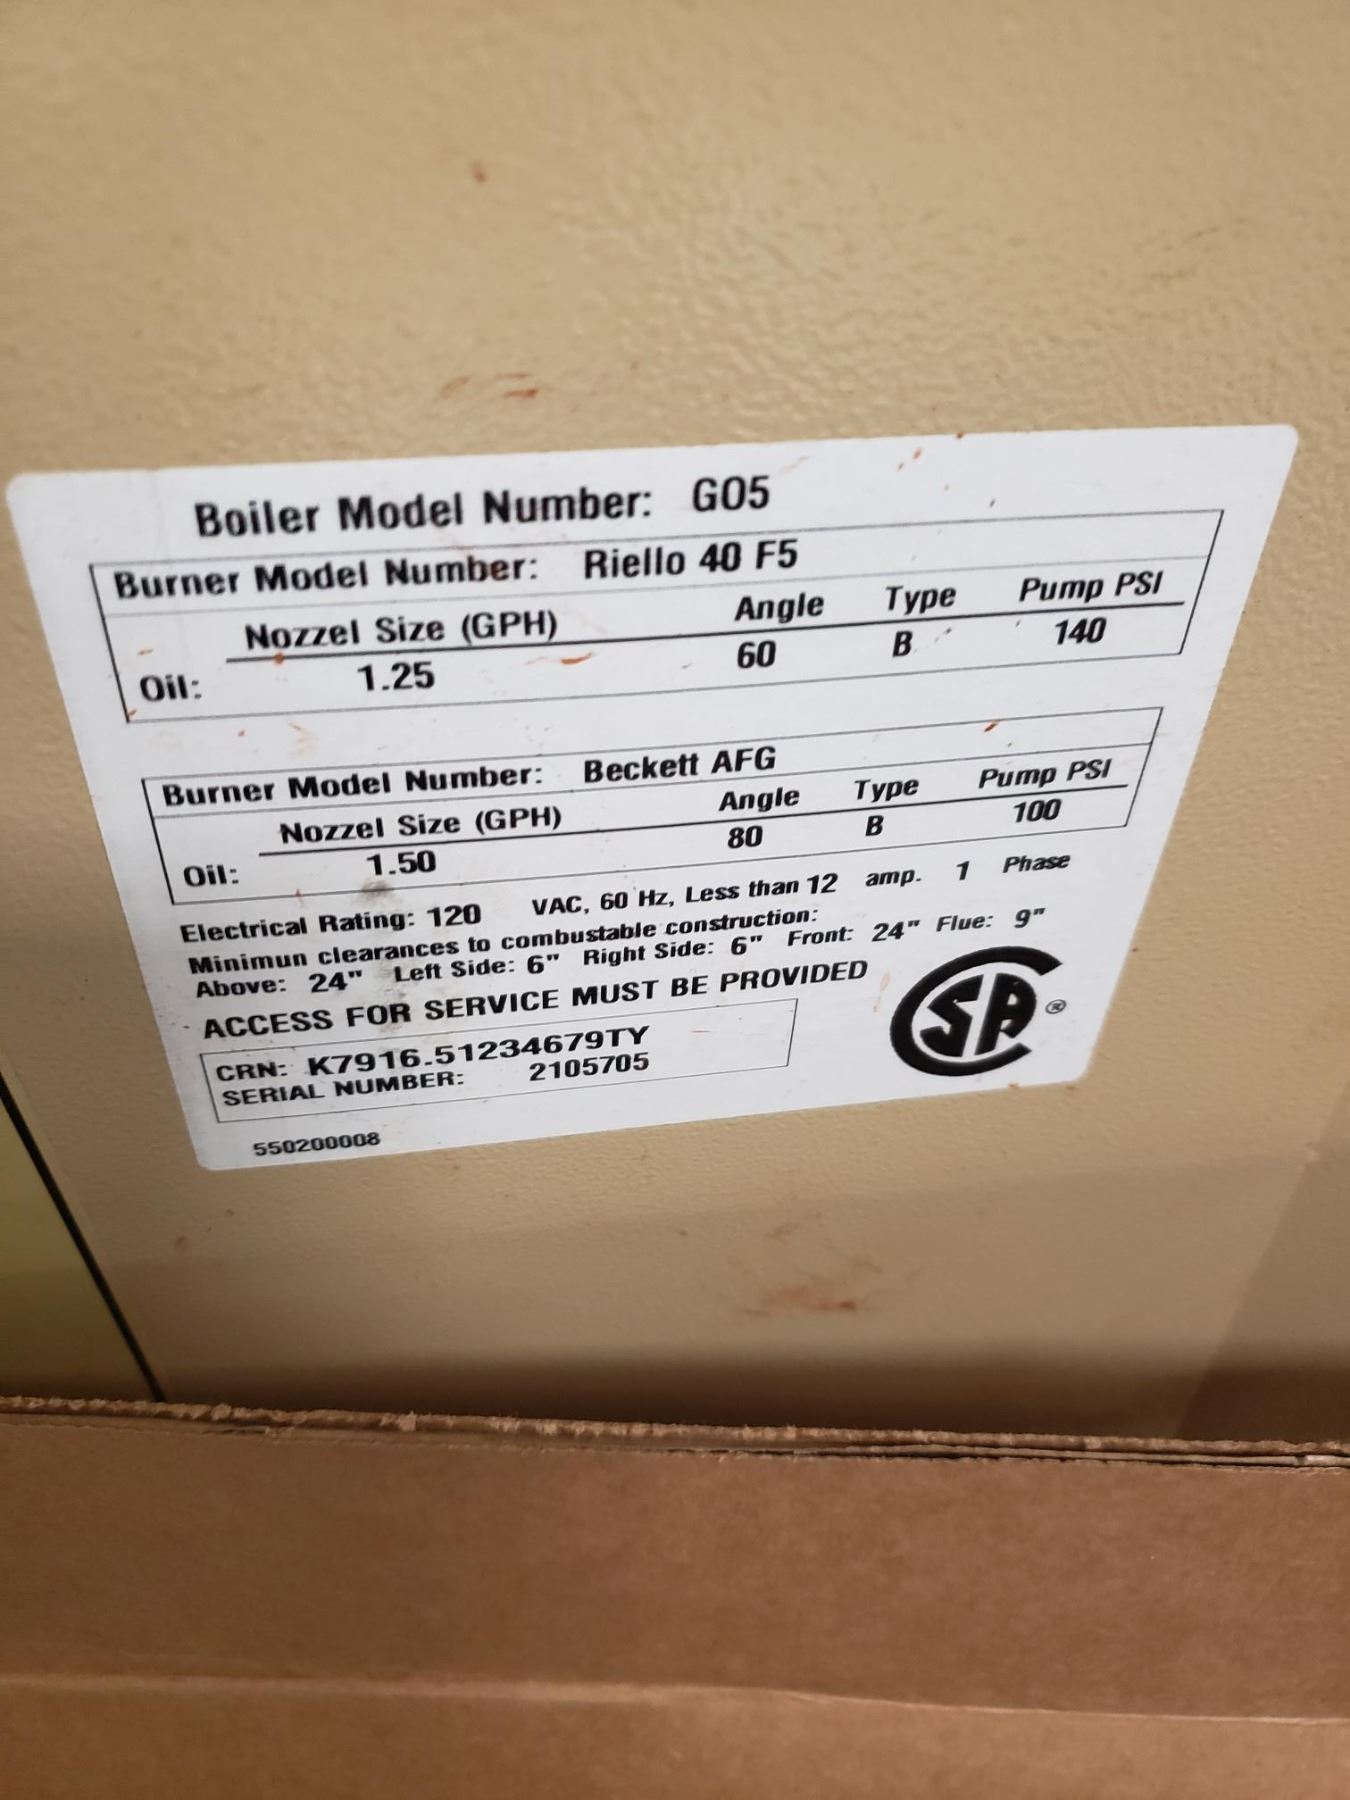 Boiler Model Number: GO5
Burner Model Number: Riello 40 F5
Nozzel Size (GPH) Angle Type Pump PSI
Oil: 1.25 60 B 140
Burner Model Number: Beckett AFG
Nozzel Size (GPH) Angle Type Pump PSI
Oil: 1.50 80 B 100
Electrical Rating: 120 VAC, 60 Hz, Less than 12 amp. 1 Phase
Minimun clearances to combustable construction:
Above: 24" Left Side: 6" Right Side: 6" Front: 24" Flue: 9"
ACCESS FOR SERVICE MUST BE PROVIDED
CRN: K7916.51234679TY
SERIAL NUMBER: 2105705
550200008
CSA ®